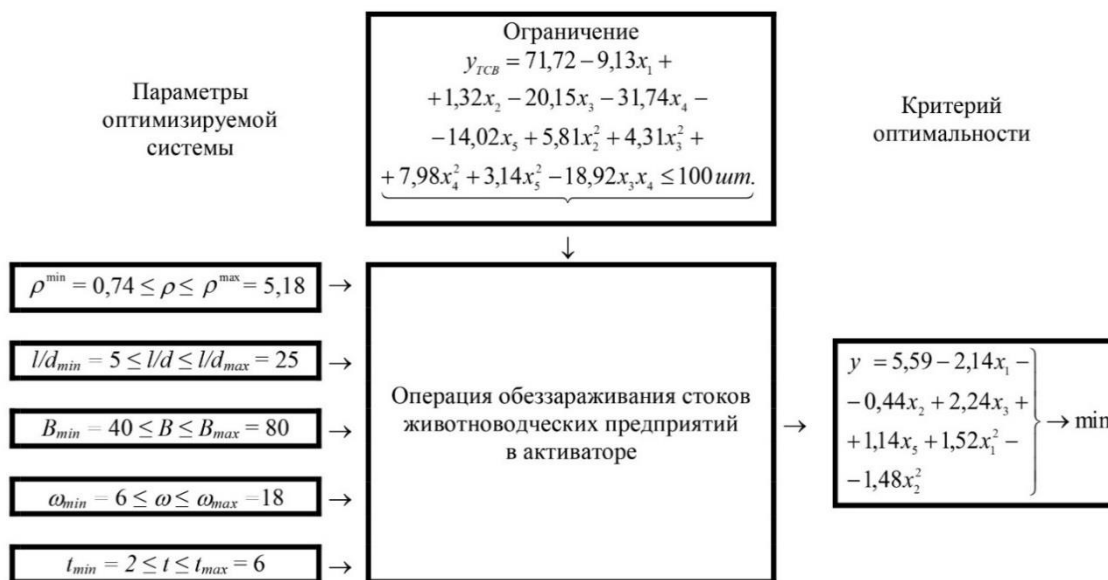 Параметры
оптимизируемой
системы
Ограничение
y_{TCB} = 71,72 − 9,13x_1 +
+ 1,32x_2 − 20,15x_3 − 31,74x_4 −
−14,02x_5 + 5,81x_2^2 + 4,31x_3^2 +
+ 7,98x_4^2 + 3,14x_5^2 − 18,92x_3x_4 ≤ 100 шт.
Критерий
оптимальности
↓
ρ^{min} = 0,74 ≤ ρ ≤ ρ^{max} = 5,18 →
l/d_{min} = 5 ≤ l/d ≤ l/d_{max} = 25 →
B_{min} = 40 ≤ B ≤ B_{max} = 80 →
ω_{min} = 6 ≤ ω ≤ ω_{max} =18 →
t_{min} = 2 ≤ t ≤ t_{max} = 6 →
Операция обеззараживания стоков
животноводческих предприятий
в активаторе
→
y = 5,59 − 2,14x_1 −
− 0,44x_2 + 2,24x_3 +
+ 1,14x_5 + 1,52x_1^2 −
− 1,48x_2^2
→ min